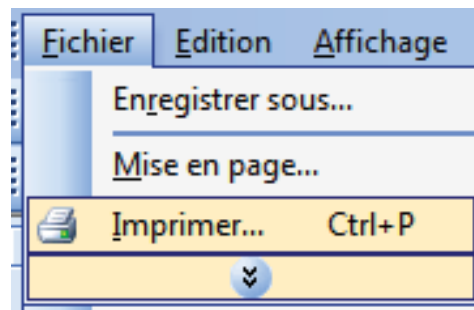 Fichier Edition Affichage
Enregistrer sous...
Mise en page...
Imprimer... Ctrl+P